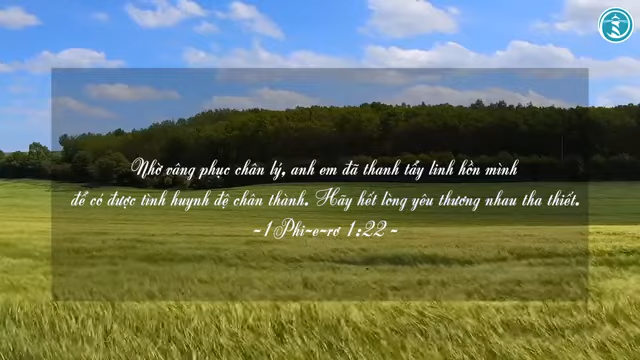 Nhờ vâng phục chân lý, anh em đã thanh tẩy linh hồn mình
để có được tình huynh đệ chân thành. Hãy hết lòng yêu thương nhau tha thiết.
- 1 Phi-e-rơ 1:22 -